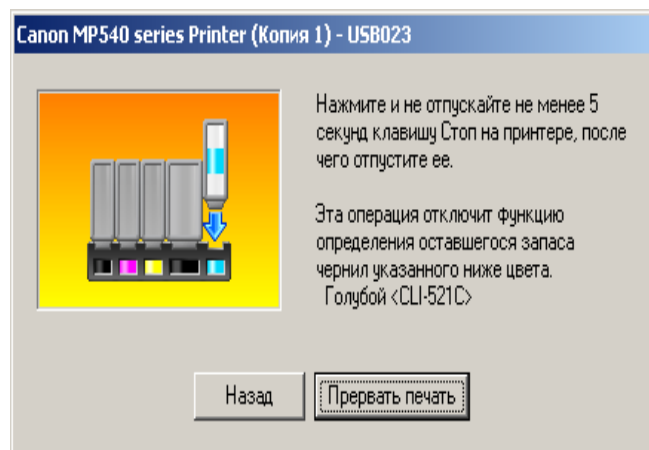 Canon MP540 series Printer (Копия 1) - USB023
Нажмите и не отпускайте не менее 5
секунд клавишу Стоп на принтере, после
чего отпустите ее.
Эта операция отключит функцию
определения оставшегося запаса
чернил указанного ниже цвета.
Голубой <CLI-521C>
Назад
Прервать печать